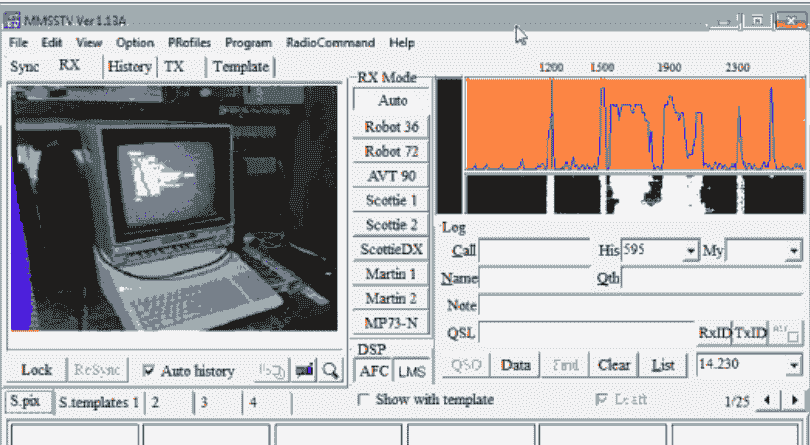 MMSSTV Ver 1.13A
File Edit View Option PRofiles Program RadioCommand Help
Sync RX History TX Template
RX Mode
Auto
Robot 36
Robot 72
AVT 90
Scottie 1
Scottie 2
ScottieDX
Martin 1
Martin 2
MP73-N
DSP
AFC LMS
1200 1500 1900 2300
Log
Call His 595 My
Name Qth
Note
QSL RxID TxID
QSO Data Find Clear List 14.230
Lock ReSync Auto history
S.pix S.templates 1 2 3 4 Show with template 1/25